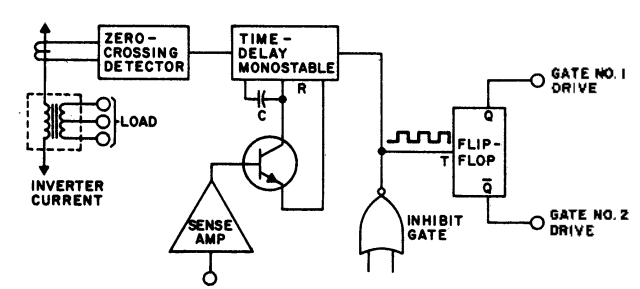 ZERO-
CROSSING
DETECTOR
TIME-
DELAY
MONOSTABLE
R
C
LOAD
INVERTER
CURRENT
SENSE
AMP
INHIBIT
GATE
T
FLIP-
FLOP
Q
Q̅
GATE NO. 1
DRIVE
GATE NO. 2
DRIVE